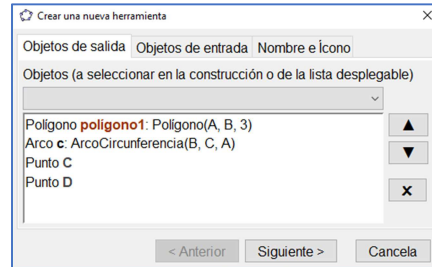 Crear una nueva herramienta
Objetos de salida Objetos de entrada Nombre e Ícono
Objetos (a seleccionar en la construcción o de la lista desplegable)
Polígono poligono1: Polígono(A, B, 3)
Arco c: ArcoCircunferencia(B, C, A)
Punto C
Punto D
< Anterior Siguiente > Cancela